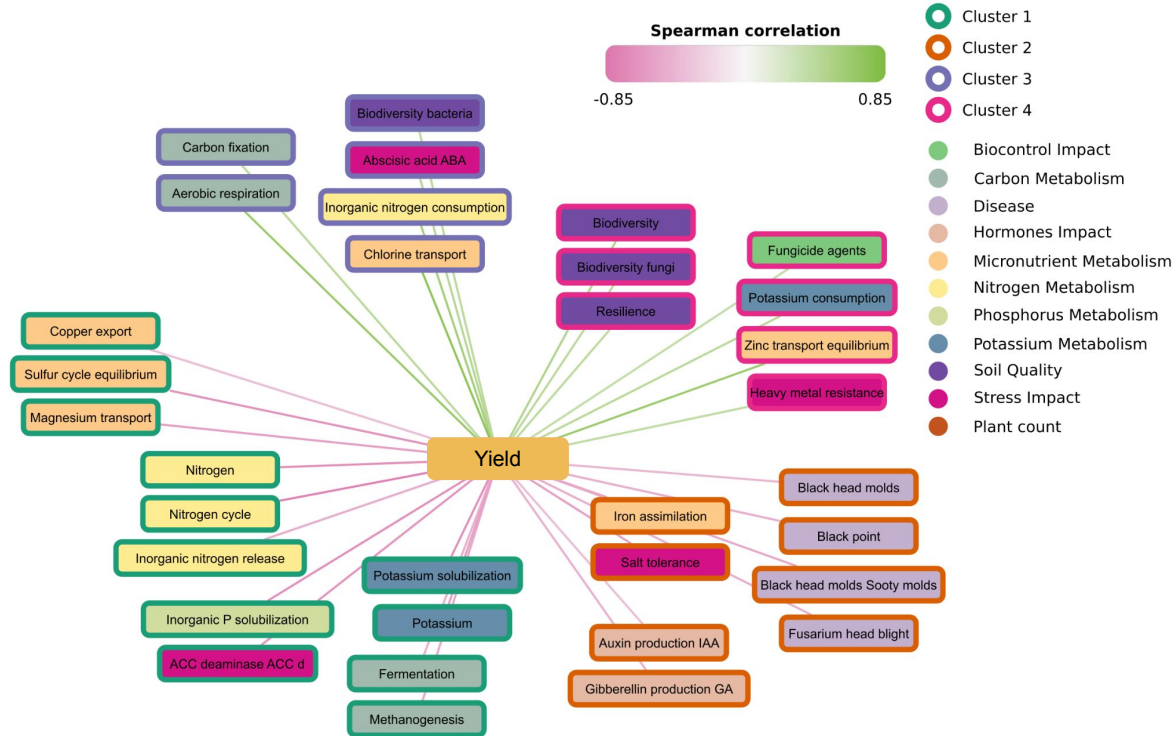 Spearman correlation
-0.85
0.85
Cluster 1
Cluster 2
Cluster 3
Cluster 4
Biocontrol Impact
Carbon Metabolism
Disease
Hormones Impact
Micronutrient Metabolism
Nitrogen Metabolism
Phosphorus Metabolism
Potassium Metabolism
Soil Quality
Stress Impact
Plant count
Carbon fixation
Aerobic respiration
Biodiversity bacteria
Abscisic acid ABA
Inorganic nitrogen consumption
Chlorine transport
Biodiversity
Biodiversity fungi
Resilience
Fungicide agents
Potassium consumption
Zinc transport equilibrium
Heavy metal resistance
Copper export
Sulfur cycle equilibrium
Magnesium transport
Yield
Nitrogen
Nitrogen cycle
Inorganic nitrogen release
Inorganic P solubilization
ACC deaminase ACC d
Potassium solubilization
Potassium
Fermentation
Methanogenesis
Iron assimilation
Salt tolerance
Auxin production IAA
Gibberellin production GA
Black head molds
Black point
Black head molds Sooty molds
Fusarium head blight